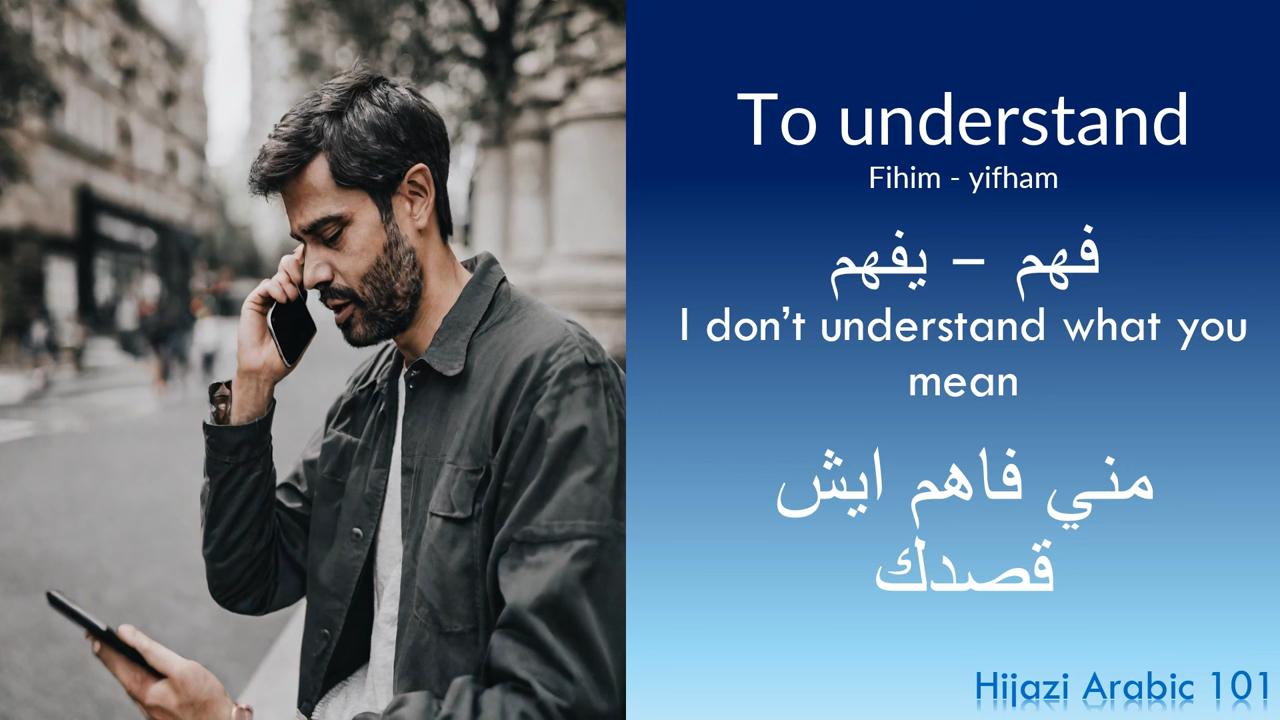 To understand
Fihim - yifham
فهم – يفهم
I don't understand what you
mean
مني فاهم ايش
قصدك
Hijazi Arabic 101